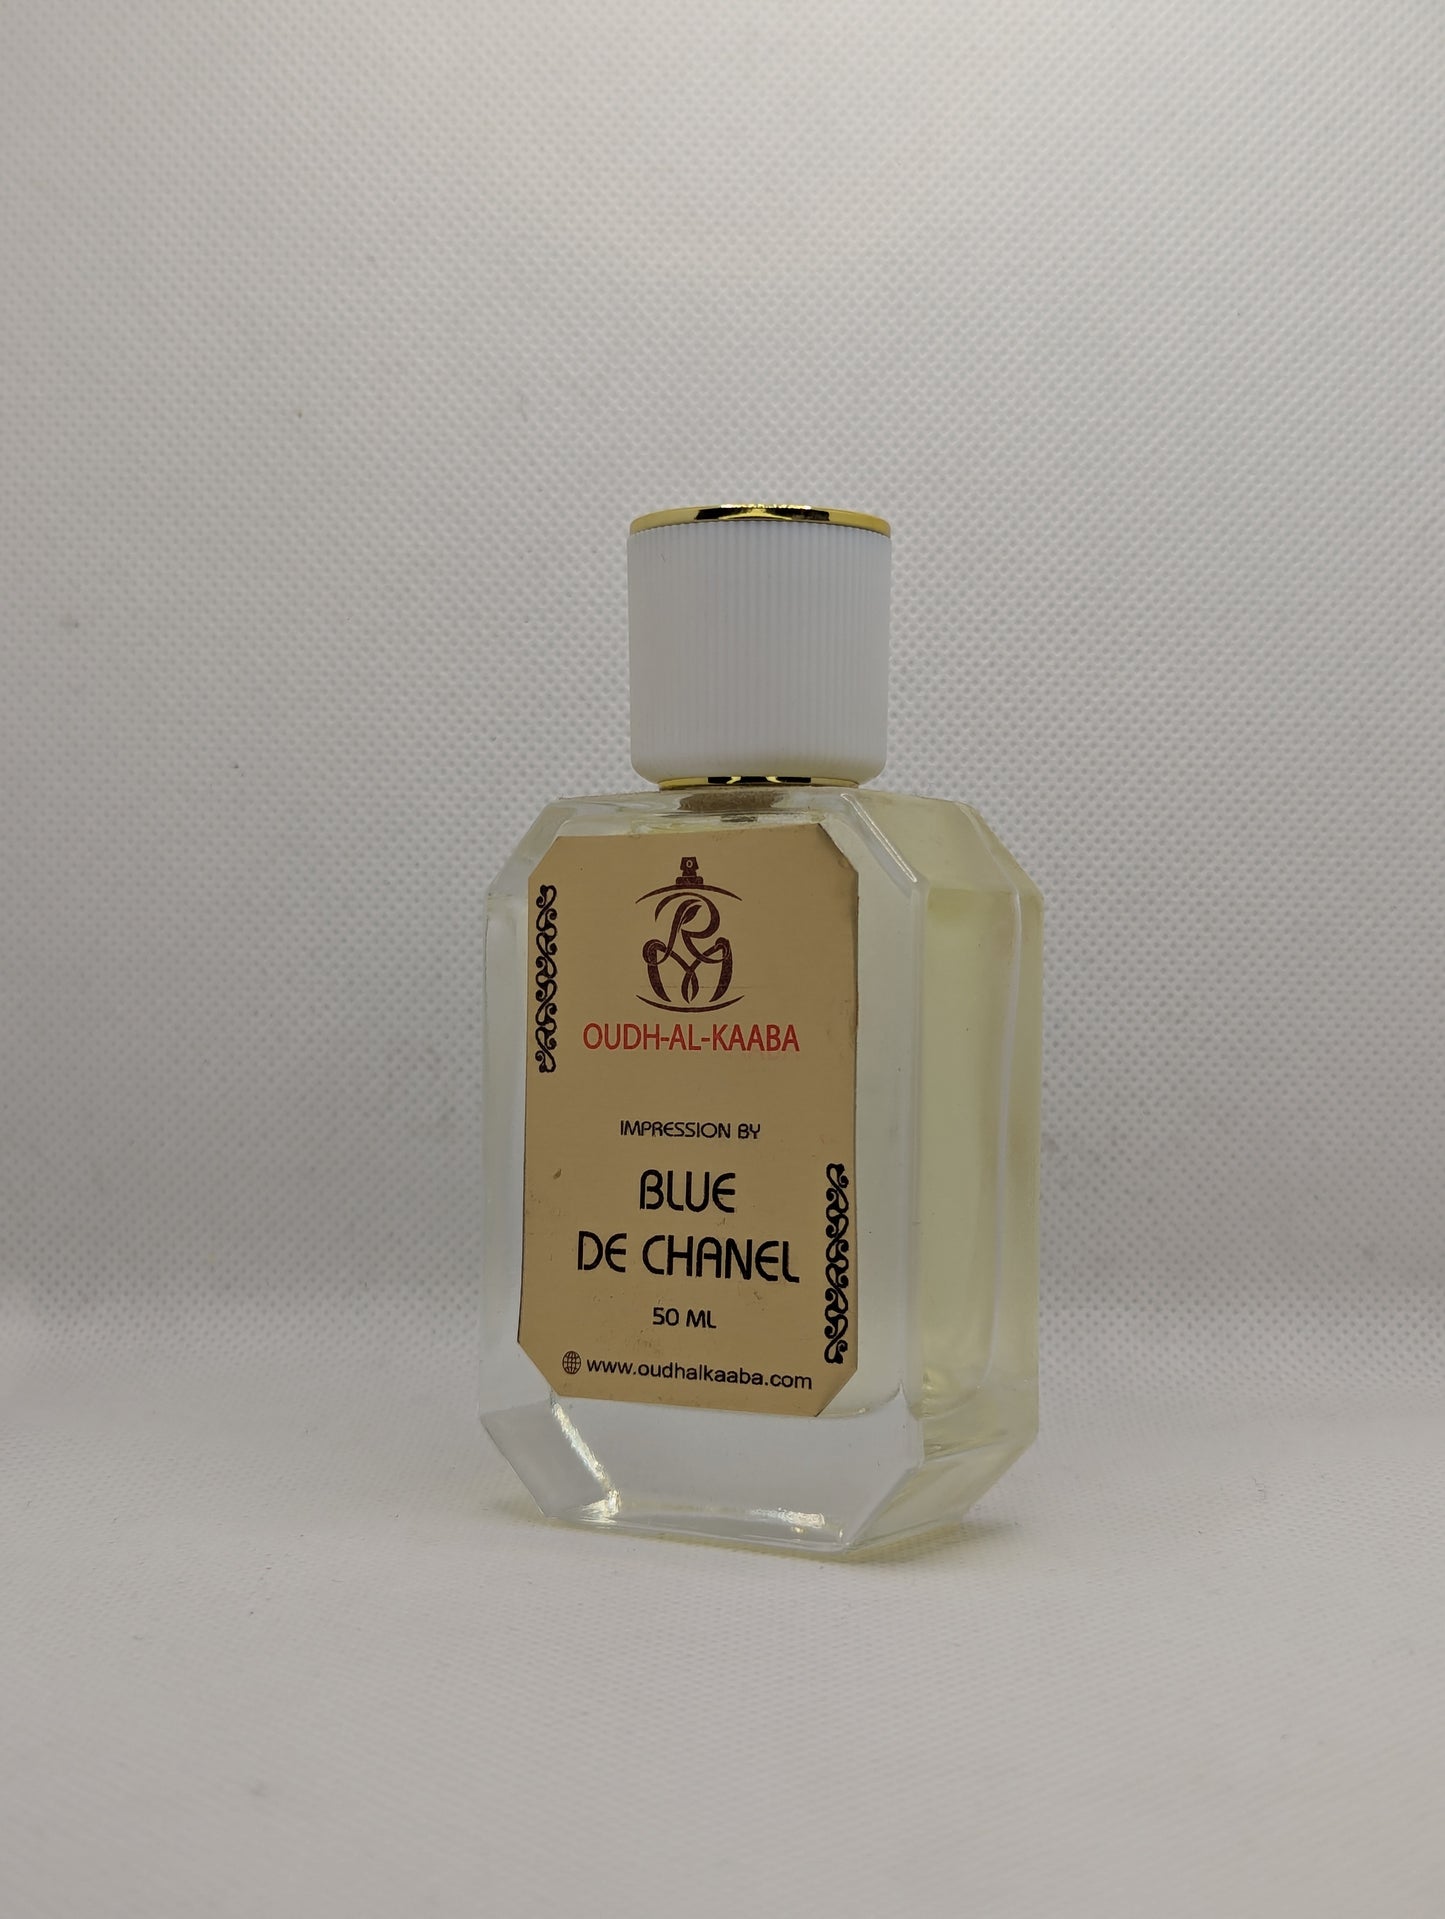 OUDH-AL-KAABA
IMPRESSION BY
BLUE
DE CHANEL
50 ML
www.oudhalkaaba.com